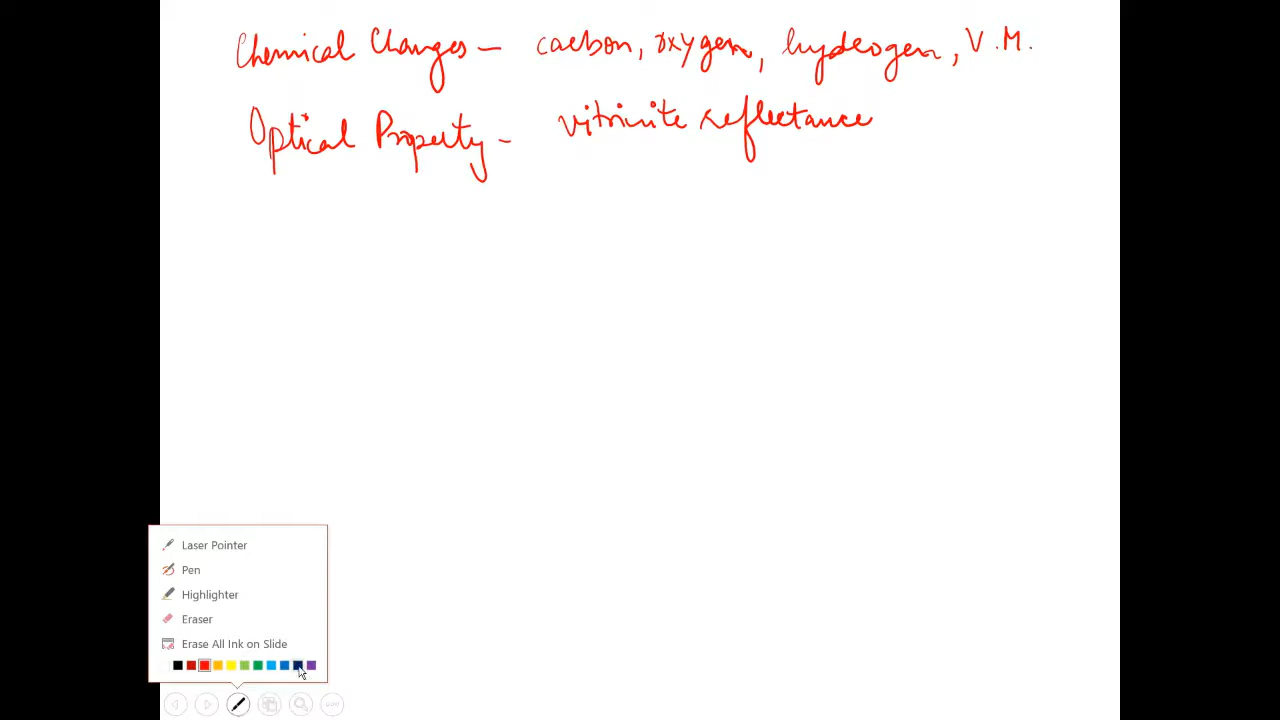 Chemical Changes - carbon, oxygen, hydrogen, V.M.
Optical Property - vitrinite reflectance
Laser Pointer
Pen
Highlighter
Eraser
Erase All Ink on Slide